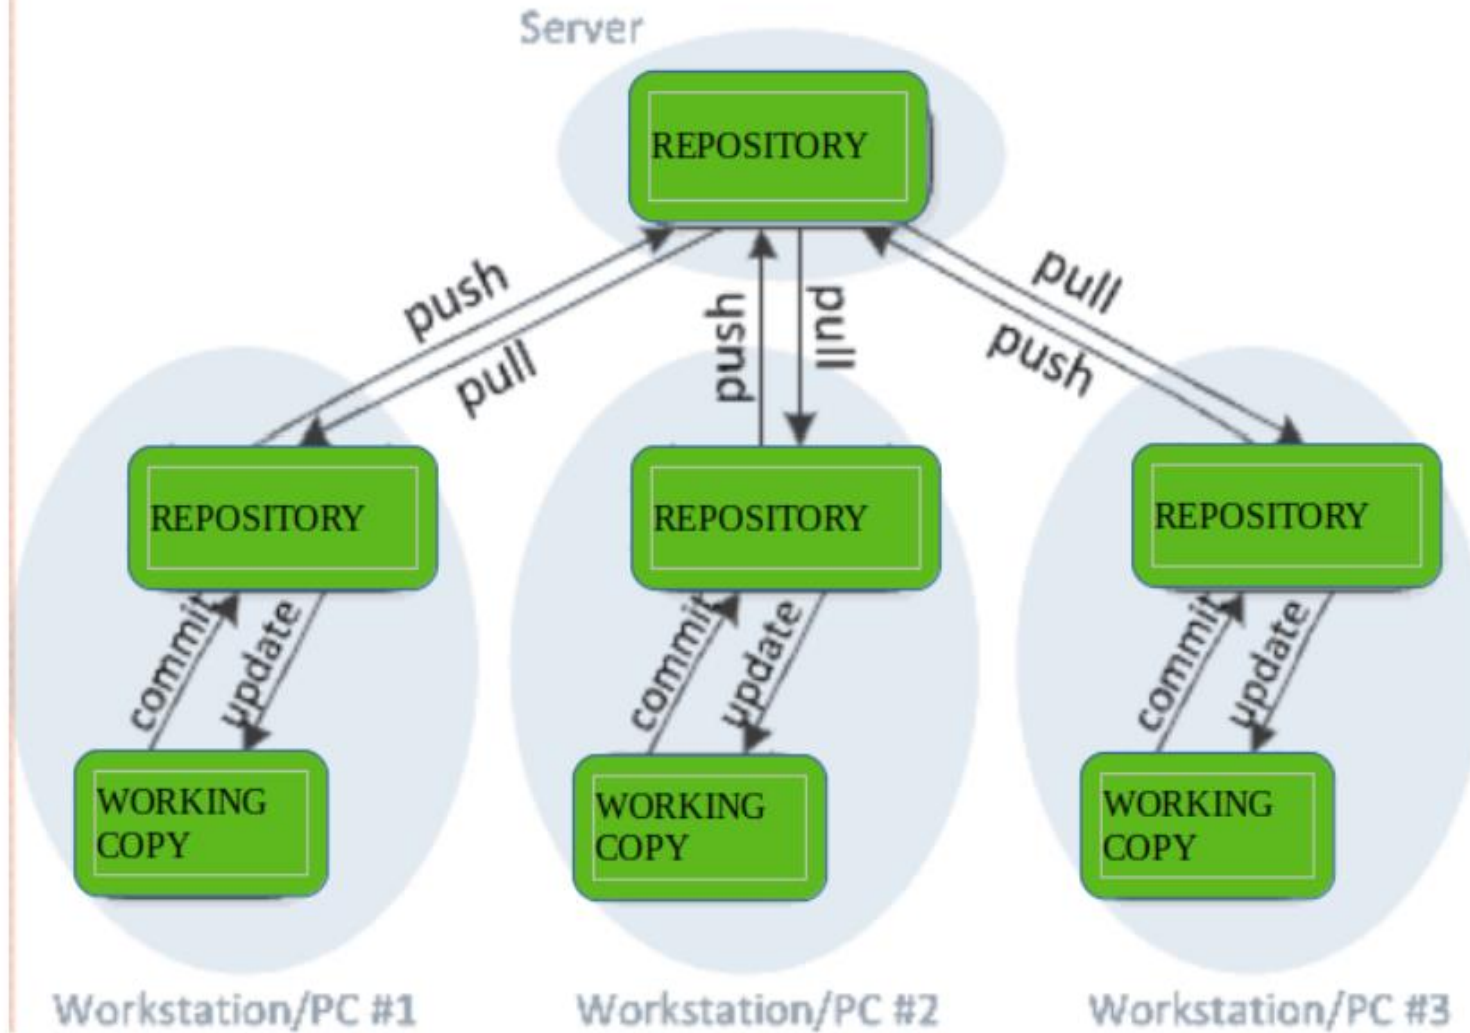 Server
REPOSITORY
push
pull
push
pull
pull
push
REPOSITORY
REPOSITORY
REPOSITORY
commit
update
commit
update
commit
update
WORKING
COPY
WORKING
COPY
WORKING
COPY
Workstation/PC #1
Workstation/PC #2
Workstation/PC #3